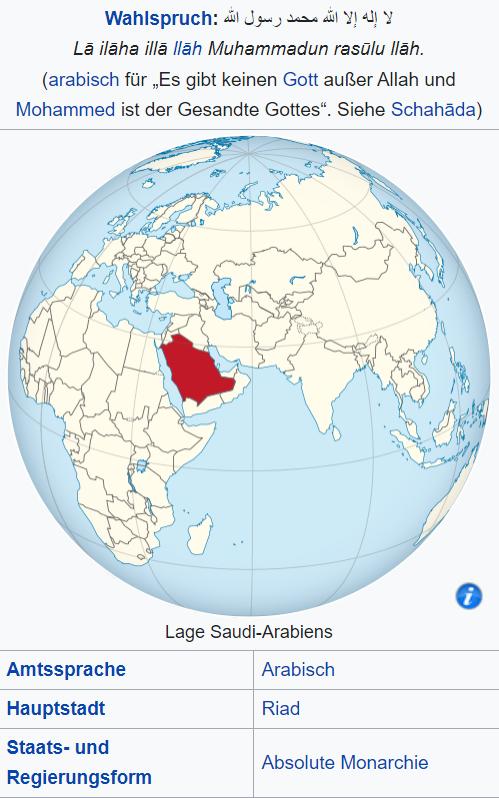 Wahlspruch: لا إله إلا الله محمد رسول الله
Lā ilāha illā llāh Muhammadun rasūlu llāh.
(arabisch für „Es gibt keinen Gott außer Allah und
Mohammed ist der Gesandte Gottes“. Siehe Schahāda)
i
Lage Saudi-Arabiens
Amtssprache Arabisch
Hauptstadt Riad
Staats- und
Regierungsform Absolute Monarchie